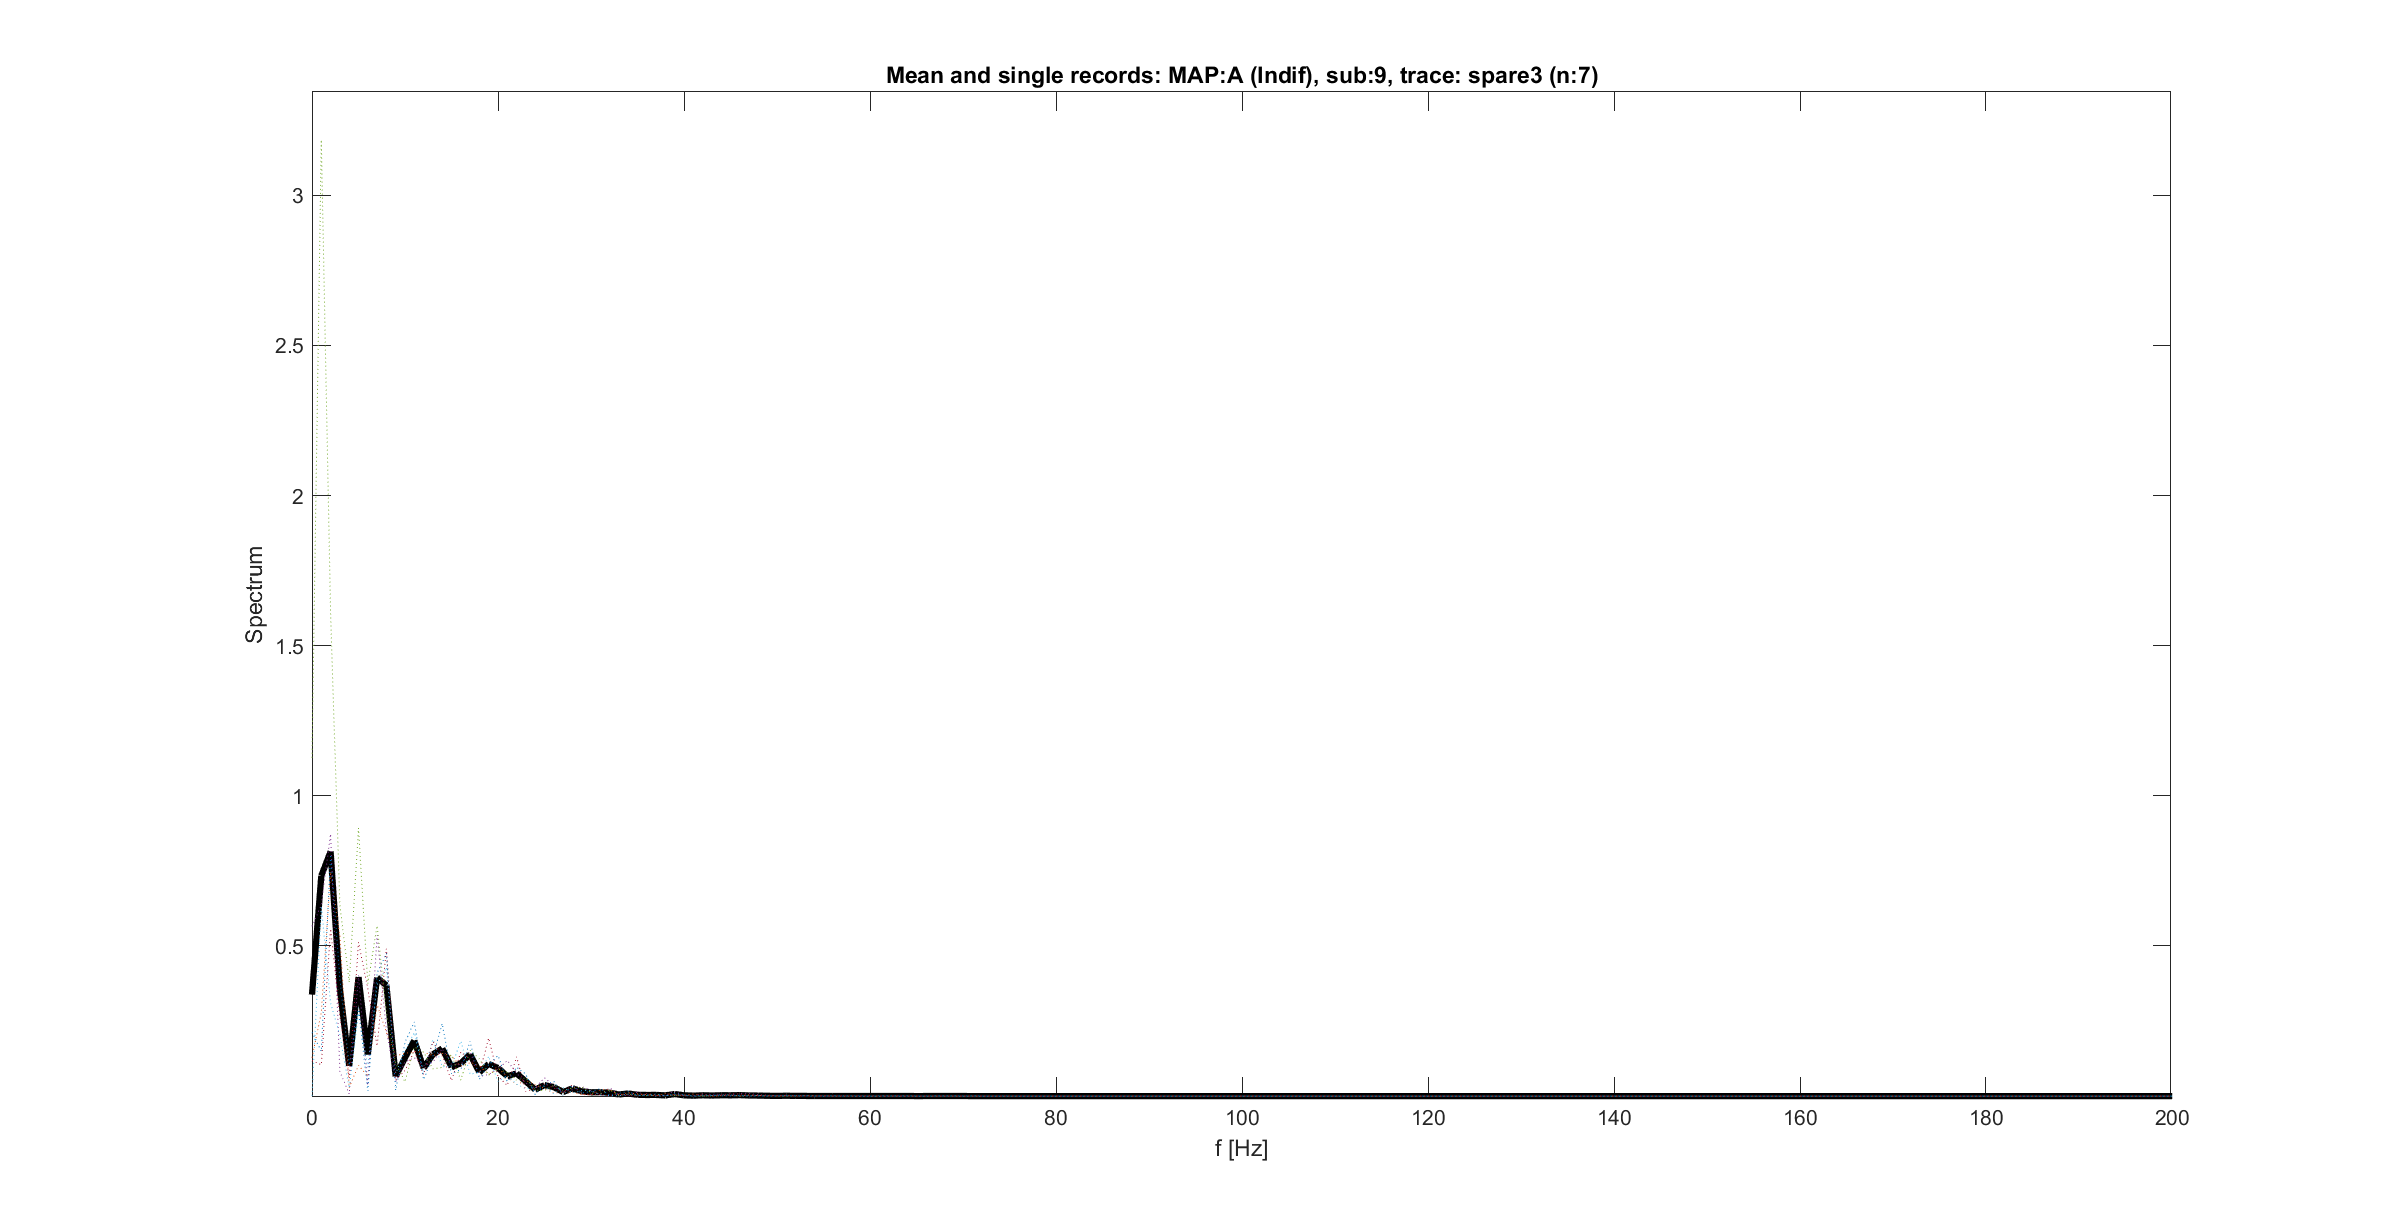 Mean and single records: MAP:A (Indif), sub:9, trace: spare3 (n:7)
3
2.5
2
1.5
1
0.5
Spectrum
0 20 40 60 80 100 120 140 160 180 200
f [Hz]